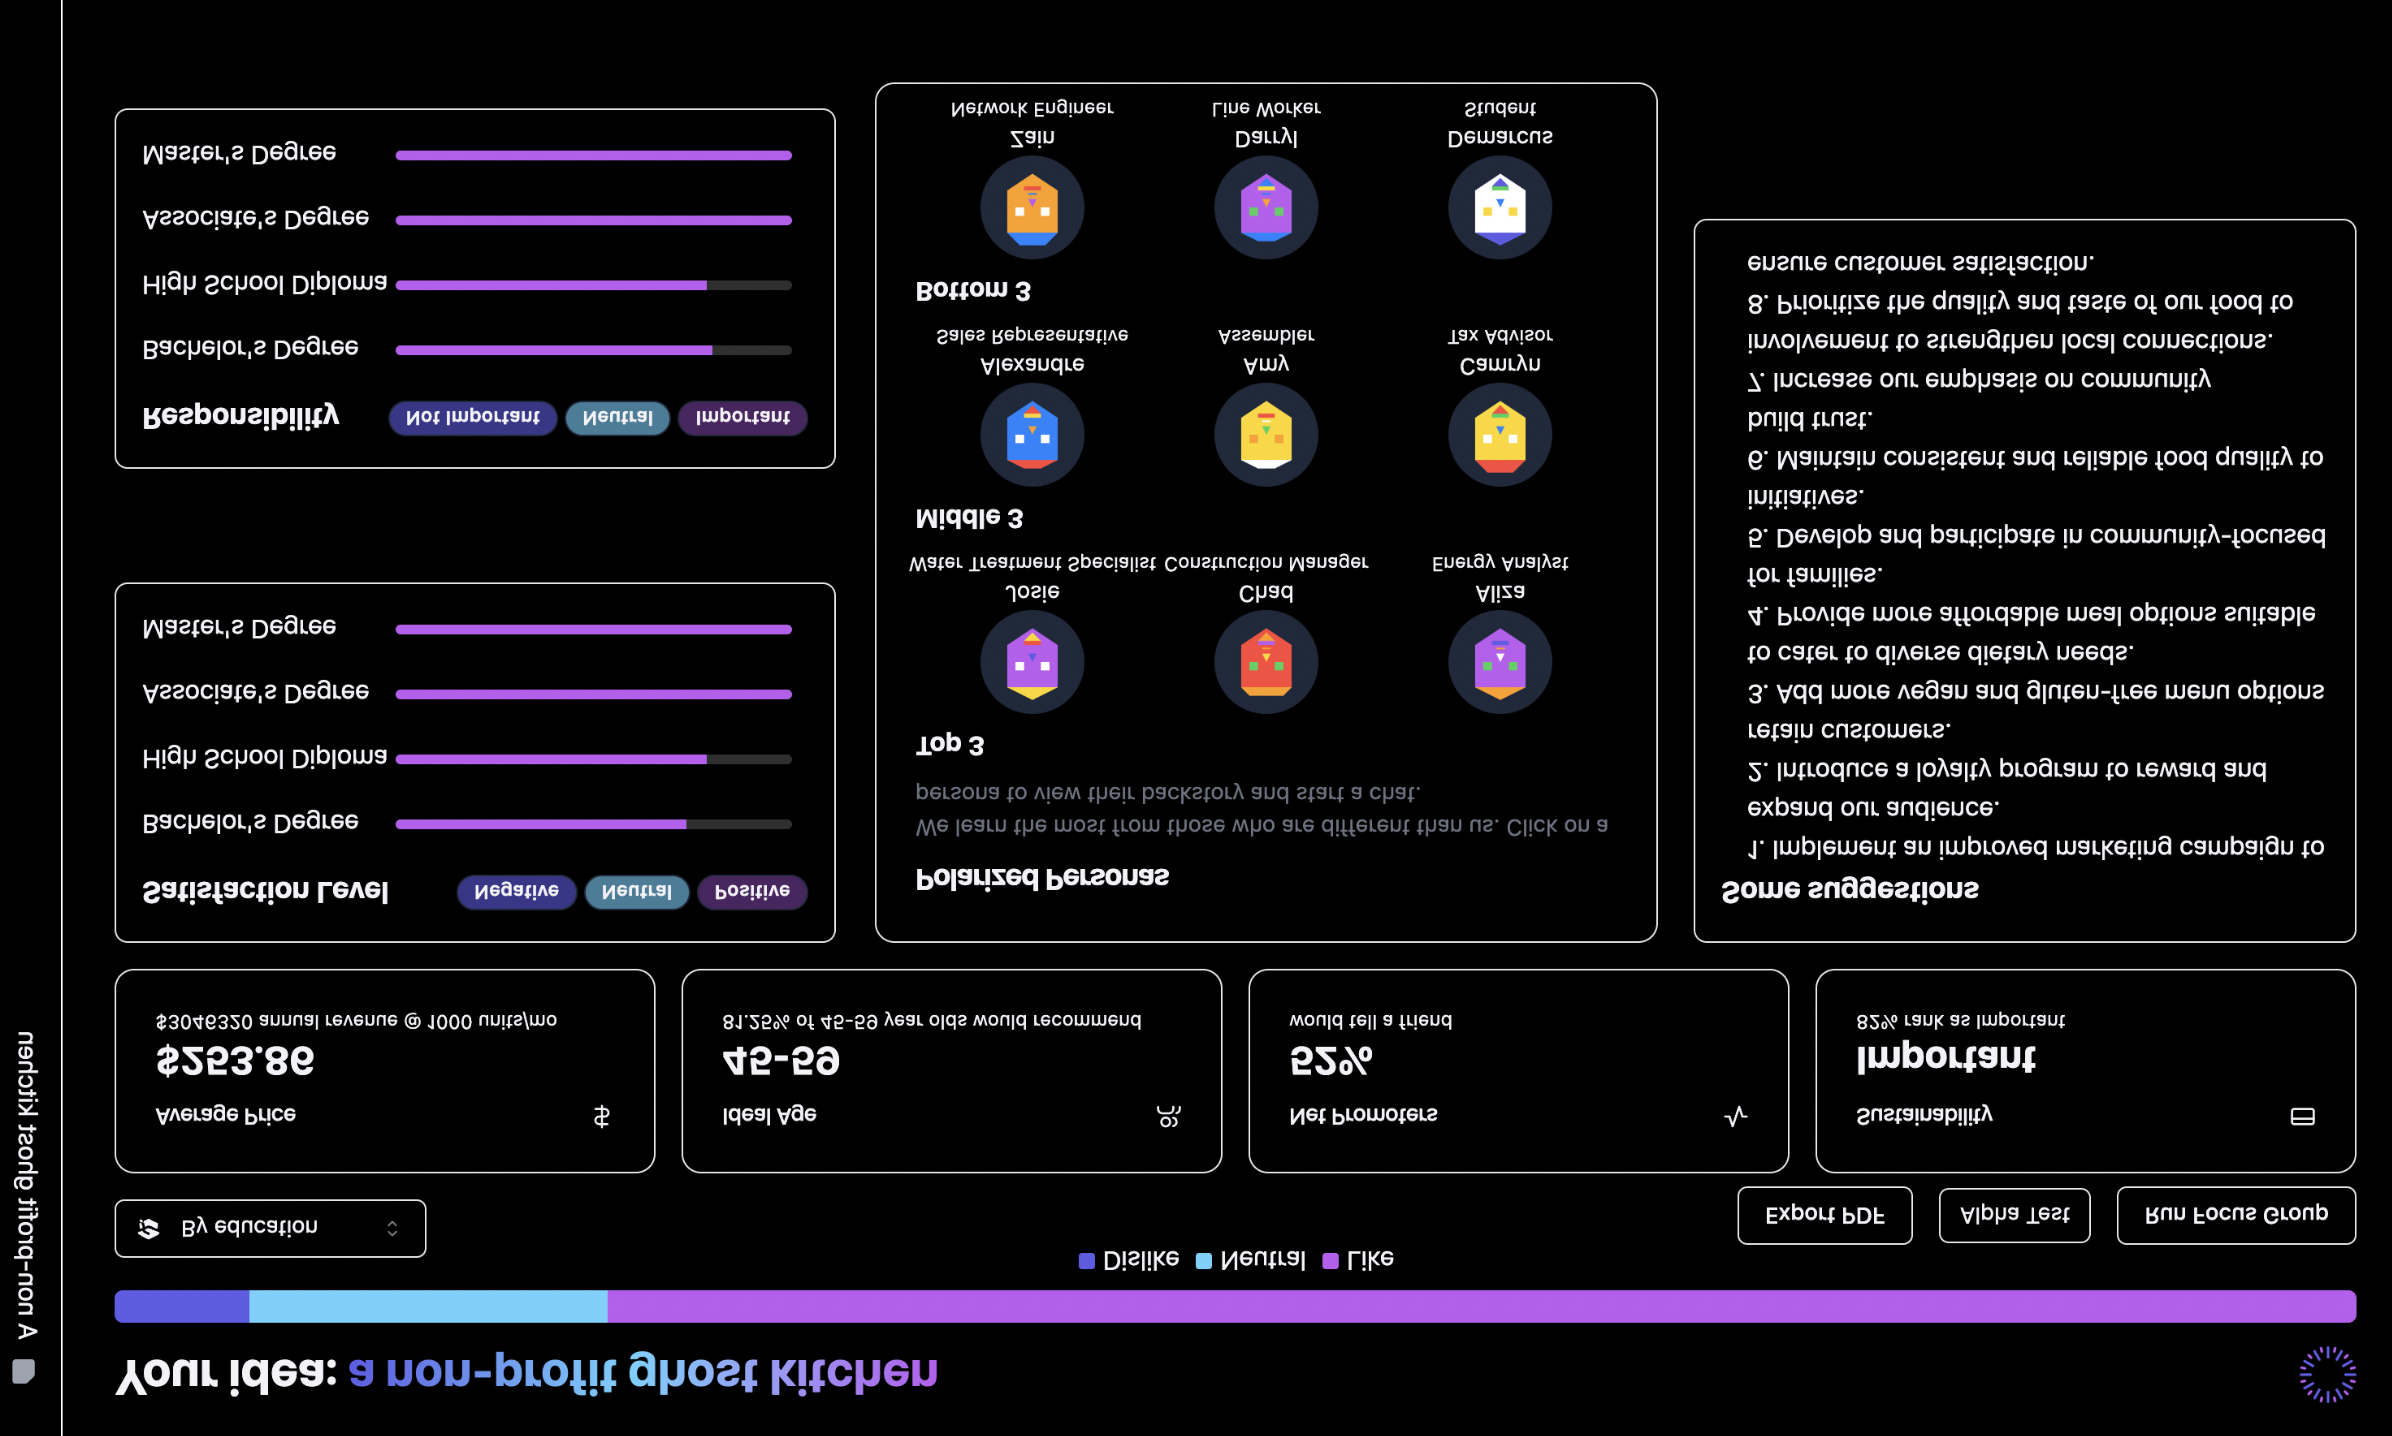 A non-profit ghost kitchen
Your idea: a non-profit ghost kitchen
Dislike Neutral Like
By education
Export PDF
Alpha Test
Run Focus Group
Average Price
$253.86
$3046320 annual revenue @ 1000 units/mo
Ideal Age
45-59
81.25% of 45-59 year olds would recommend
Net Promoters
52%
would tell a friend
Sustainability
Important
82% rank as Important
Satisfaction Level
Negative Neutral Positive
Bachelor's Degree
High School Diploma
Associate's Degree
Master's Degree
Responsibility
Not Important Neutral Important
Bachelor's Degree
High School Diploma
Associate's Degree
Master's Degree
Polarized Personas
We learn the most from those who are different than us. Click on a
persona to view their backstory and start a chat.
Top 3
Josie Chad Aliza
Water Treatment Specialist Construction Manager Energy Analyst
Middle 3
Alexandre Amy Camryn
Sales Representative Assembler Tax Advisor
Bottom 3
Zain Darryl Demarcus
Network Engineer Line Worker Student
Some suggestions
1. Implement an improved marketing campaign to
expand our audience.
2. Introduce a loyalty program to reward and
retain customers.
3. Add more vegan and gluten-free menu options
to cater to diverse dietary needs.
4. Provide more affordable meal options suitable
for families.
5. Develop and participate in community-focused
initiatives.
6. Maintain consistent and reliable food quality to
build trust.
7. Increase our emphasis on community
involvement to strengthen local connections.
8. Prioritize the quality and taste of our food to
ensure customer satisfaction.